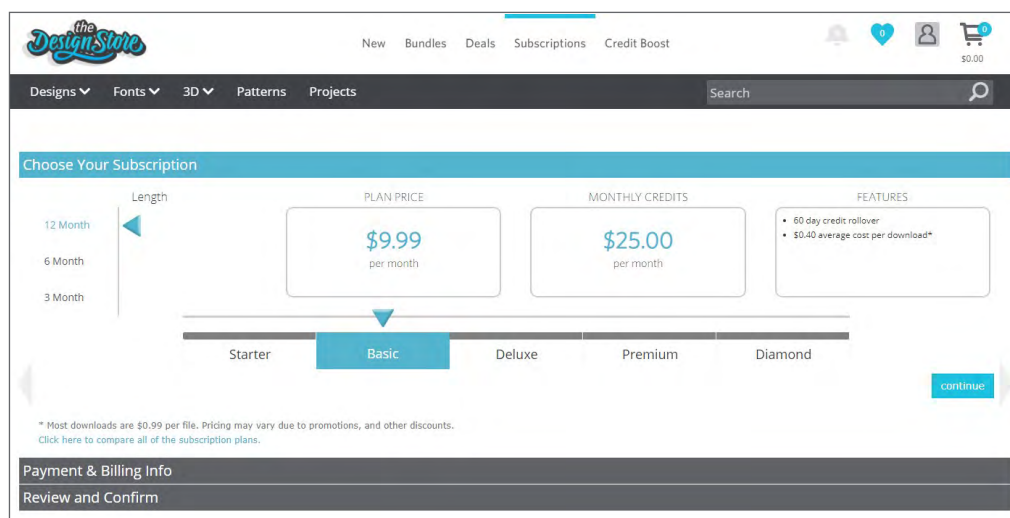 the
Design Store
New Bundles Deals Subscriptions Credit Boost
0
0
$0.00
Designs Fonts 3D Patterns Projects
Search
Choose Your Subscription
Length
12 Month
6 Month
3 Month
PLAN PRICE
$9.99
per month
MONTHLY CREDITS
$25.00
per month
FEATURES
• 60 day credit rollover
• $0.40 average cost per download*
Starter Basic Deluxe Premium Diamond
continue
* Most downloads are $0.99 per file. Pricing may vary due to promotions, and other discounts.
Click here to compare all of the subscription plans.
Payment & Billing Info
Review and Confirm